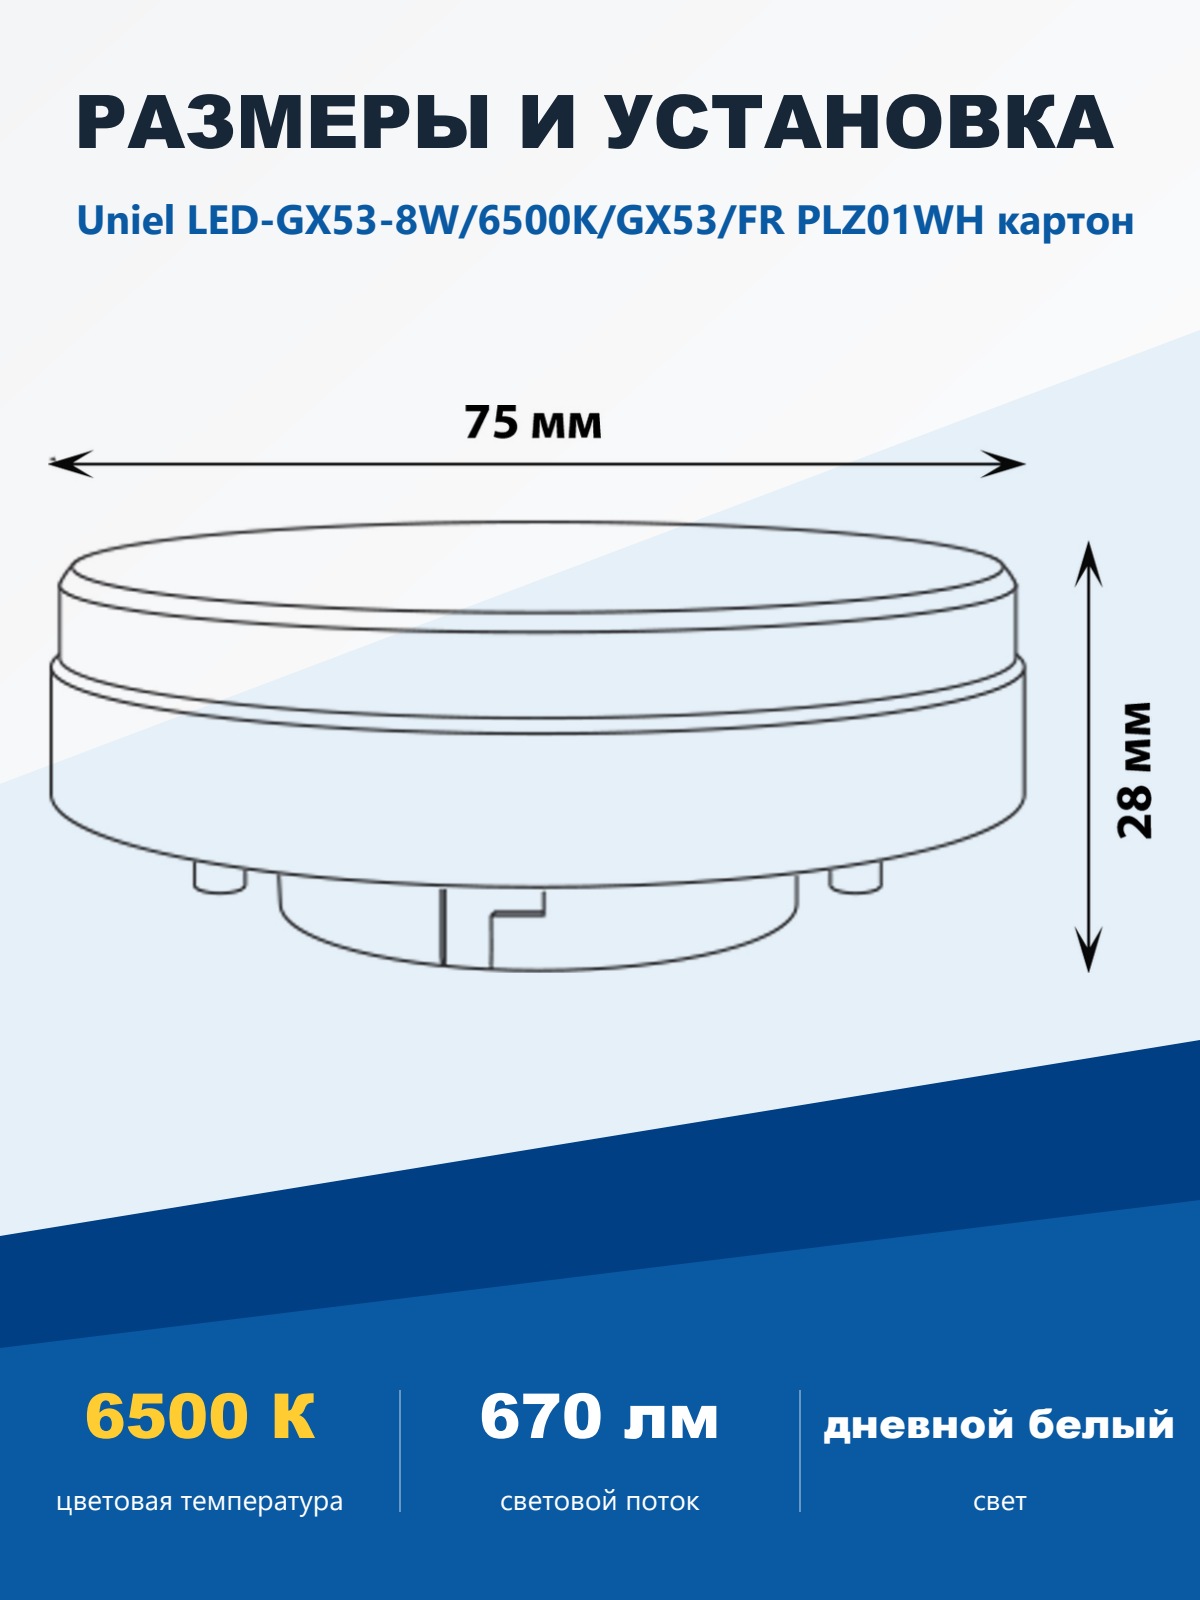 РАЗМЕРЫ И УСТАНОВКА
Uniel LED-GX53-8W/6500K/GX53/FR PLZ01WH картон
75 мм
28 мм
6500 К
цветовая температура
670 лм
световой поток
дневной белый
свет